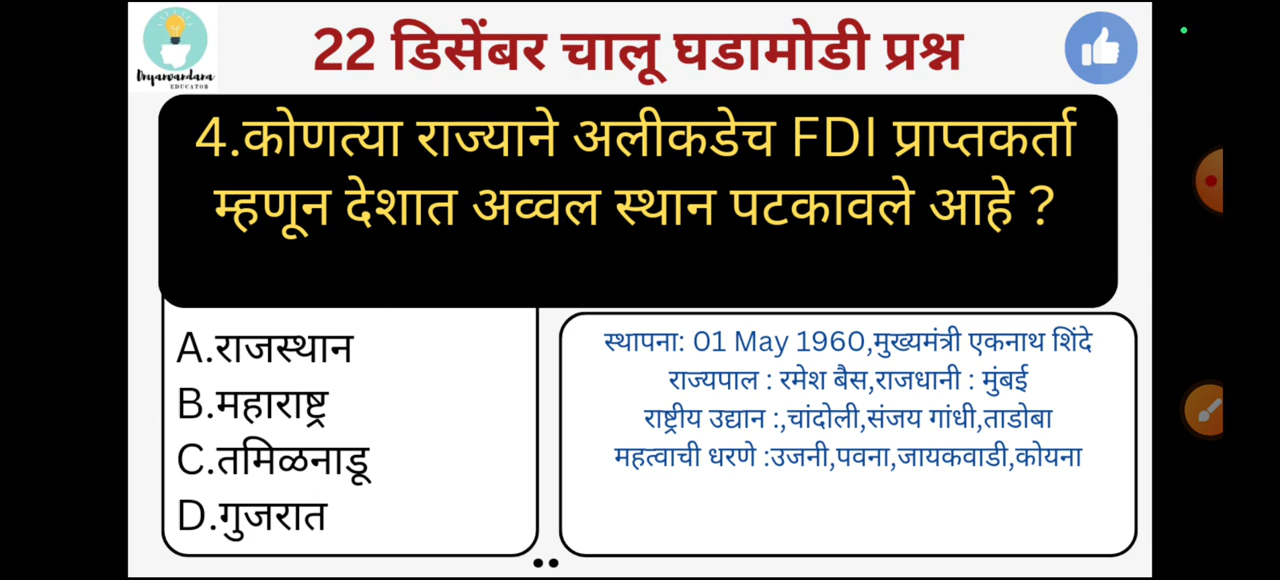 Dnyanvandana
EDUCATOR
22 डिसेंबर चालू घडामोडी प्रश्न
4.कोणत्या राज्याने अलीकडेच FDI प्राप्तकर्ता
म्हणून देशात अव्वल स्थान पटकावले आहे ?
A.राजस्थान
B.महाराष्ट्र
C.तमिळनाडू
D.गुजरात
स्थापना: 01 May 1960,मुख्यमंत्री एकनाथ शिंदे
राज्यपाल : रमेश बैस,राजधानी : मुंबई
राष्ट्रीय उद्यान :,चांदोली,संजय गांधी,ताडोबा
महत्वाची धरणे :उजनी,पवना,जायकवाडी,कोयना